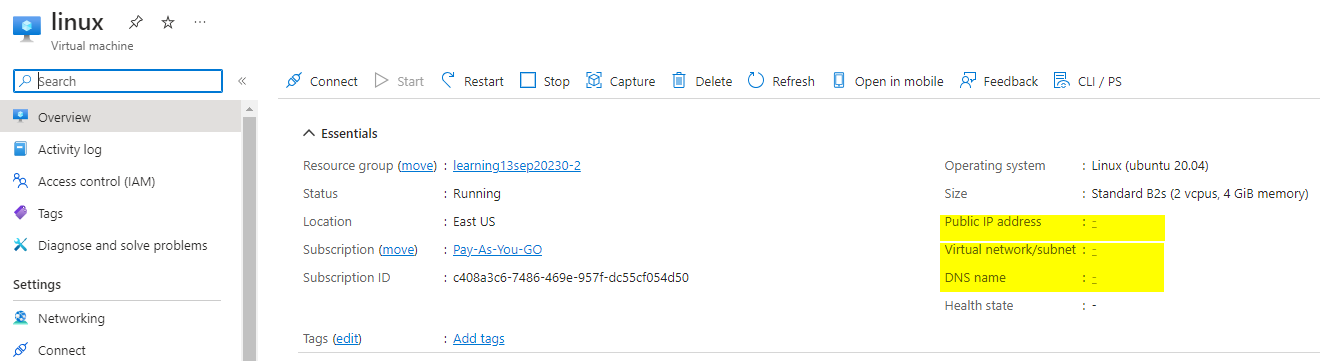 linux
Virtual machine
Search
Overview
Activity log
Access control (IAM)
Tags
Diagnose and solve problems
Settings
Networking
Connect
Connect Start Restart Stop Capture Delete Refresh Open in mobile Feedback CLI / PS
Essentials
Resource group (move) : learning13sep20230-2
Status : Running
Location : East US
Subscription (move) : Pay-As-You-GO
Subscription ID : c408a3c6-7486-469e-957f-dc55cf054d50
Operating system : Linux (ubuntu 20.04)
Size : Standard B2s (2 vcpus, 4 GiB memory)
Public IP address : -
Virtual network/subnet : -
DNS name : -
Health state : -
Tags (edit) : Add tags